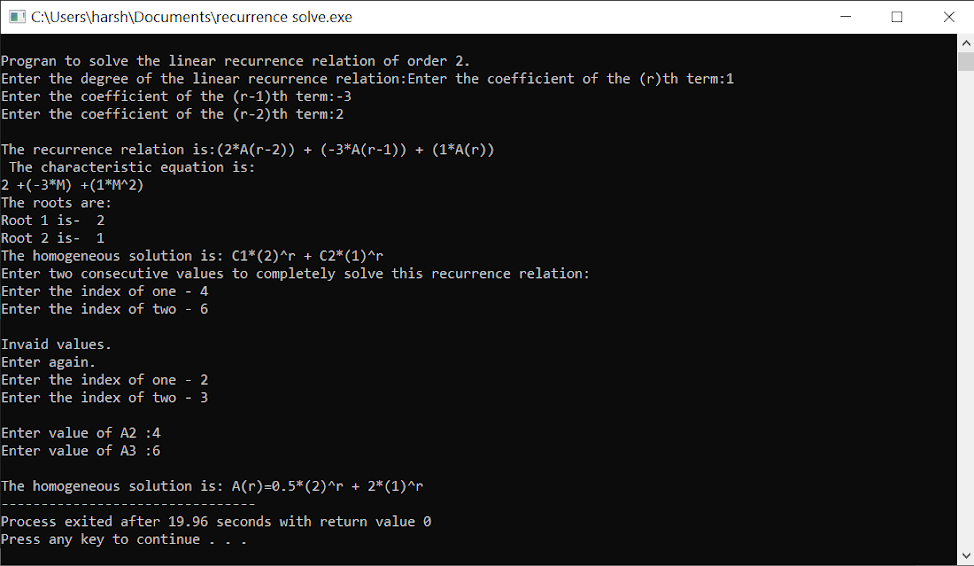 C:\Users\harsh\Documents\recurrence solve.exe
Progran to solve the linear recurrence relation of order 2.
Enter the degree of the linear recurrence relation:Enter the coefficient of the (r)th term:1
Enter the coefficient of the (r-1)th term:-3
Enter the coefficient of the (r-2)th term:2
The recurrence relation is:(2*A(r-2)) + (-3*A(r-1)) + (1*A(r))
The characteristic equation is:
2 +(-3*M) +(1*M^2)
The roots are:
Root 1 is-  2
Root 2 is-  1
The homogeneous solution is: C1*(2)^r + C2*(1)^r
Enter two consecutive values to completely solve this recurrence relation:
Enter the index of one - 4
Enter the index of two - 6
Invaid values.
Enter again.
Enter the index of one - 2
Enter the index of two - 3
Enter value of A2 :4
Enter value of A3 :6
The homogeneous solution is: A(r)=0.5*(2)^r + 2*(1)^r
--------------------------------
Process exited after 19.96 seconds with return value 0
Press any key to continue . . .